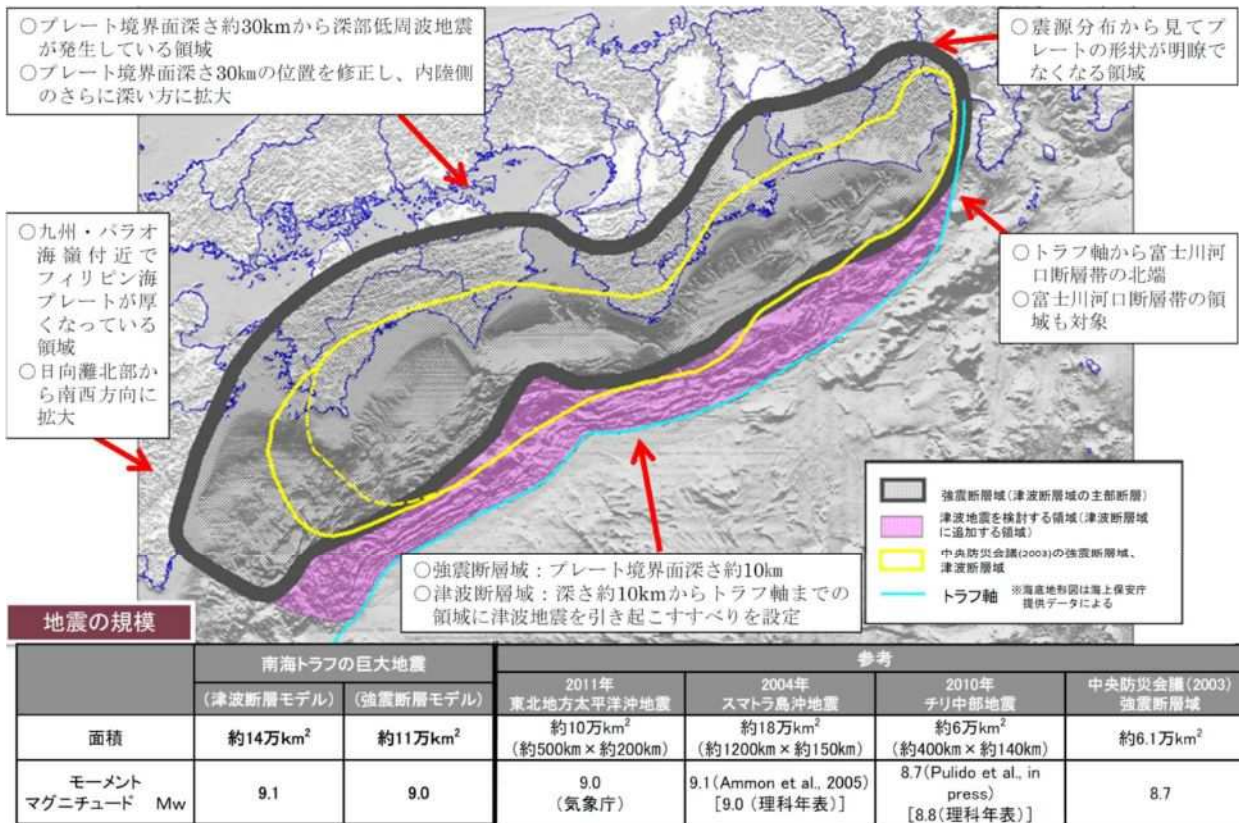 ○プレート境界面深さ約30kmから深部低周波地震
が発生している領域
○プレート境界面深さ30㎞の位置を修正し、内陸側
のさらに深い方に拡大
○震源分布から見てプ
レートの形状が明瞭で
なくなる領域
○九州・パラオ
海嶺付近で
フィリピン海
プレートが厚
くなっている
領域
○日向灘北部か
ら南西方向に
拡大
○トラフ軸から富士川河
口断層帯の北端
○富士川河口断層帯の領
域も対象
○強震断層域：プレート境界面深さ約10㎞
○津波断層域：深さ約10kmからトラフ軸までの
領域に津波地震を引き起こすすべりを設定
強震断層域(津波断層域の主部断層)
津波地震を検討する領域(津波断層域
に追加する領域)
中央防災会議(2003)の強震断層域、
津波断層域
トラフ軸 ※海底地形図は海上保安庁
提供データによる
地震の規模
南海トラフの巨大地震
参考
(津波断層モデル) (強震断層モデル)
2011年
東北地方太平洋沖地震
2004年
スマトラ島沖地震
2010年
チリ中部地震
中央防災会議(2003)
強震断層域
面積
約14万km²
約11万km²
約10万km²
(約500km×約200km)
約18万km²
(約1200km×約150km)
約6万km²
(約400km×約140km)
約6.1万km²
モーメント
マグニチュード Mw
9.1
9.0
9.0
(気象庁)
9.1(Ammon et al., 2005)
[9.0 (理科年表)]
8.7(Pulido et al., in
press)
[8.8(理科年表)]
8.7